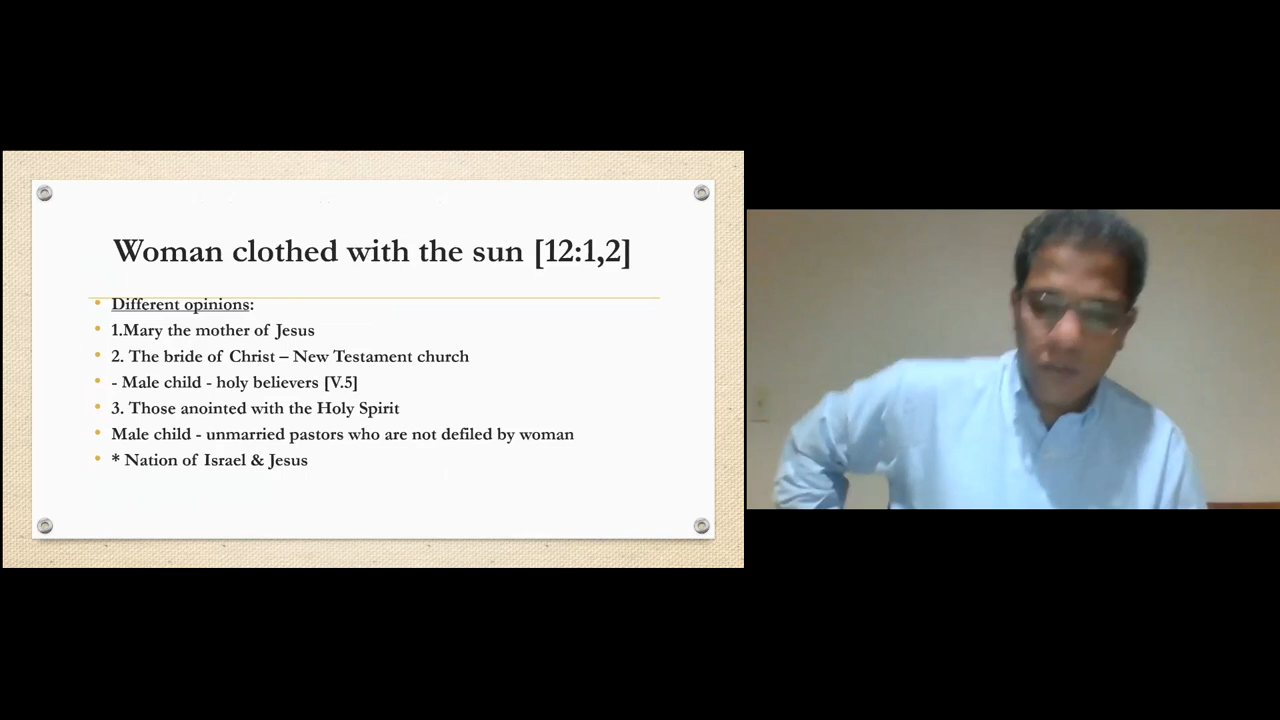 Woman clothed with the sun [12:1,2]
Different opinions:
1.Mary the mother of Jesus
2. The bride of Christ – New Testament church
- Male child - holy believers [V.5]
3. Those anointed with the Holy Spirit
Male child - unmarried pastors who are not defiled by woman
* Nation of Israel & Jesus